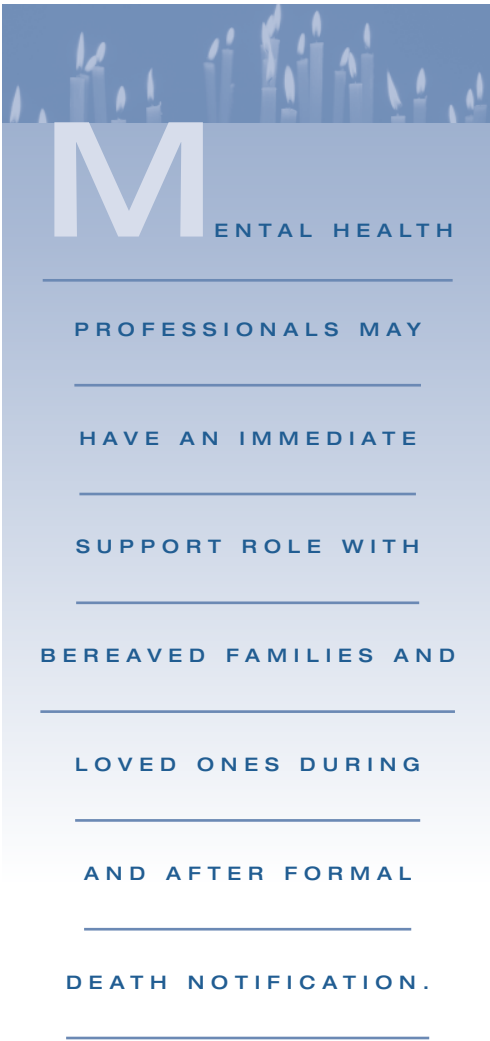 MENTAL HEALTH
PROFESSIONALS MAY
HAVE AN IMMEDIATE
SUPPORT ROLE WITH
BEREAVED FAMILIES AND
LOVED ONES DURING
AND AFTER FORMAL
DEATH NOTIFICATION.